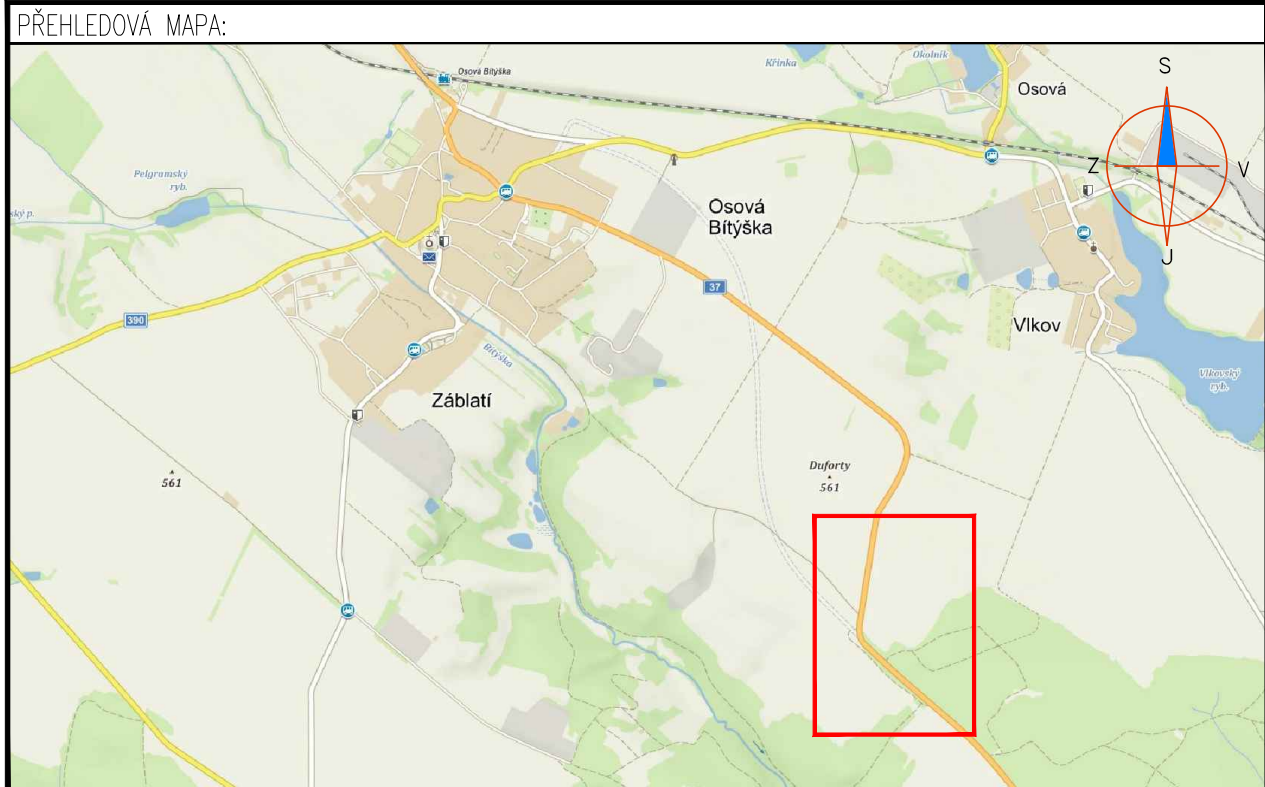 PŘEHLEDOVÁ MAPA:
Osová Bítýška
Křinka
Okolník
Osová
S
Z
V
J
Pelgramský
ryb.
ský p.
Osová
Bítýška
37
390
Vlkov
Bítýška
Vlkovský
ryb.
Záblatí
561
Duforty
561